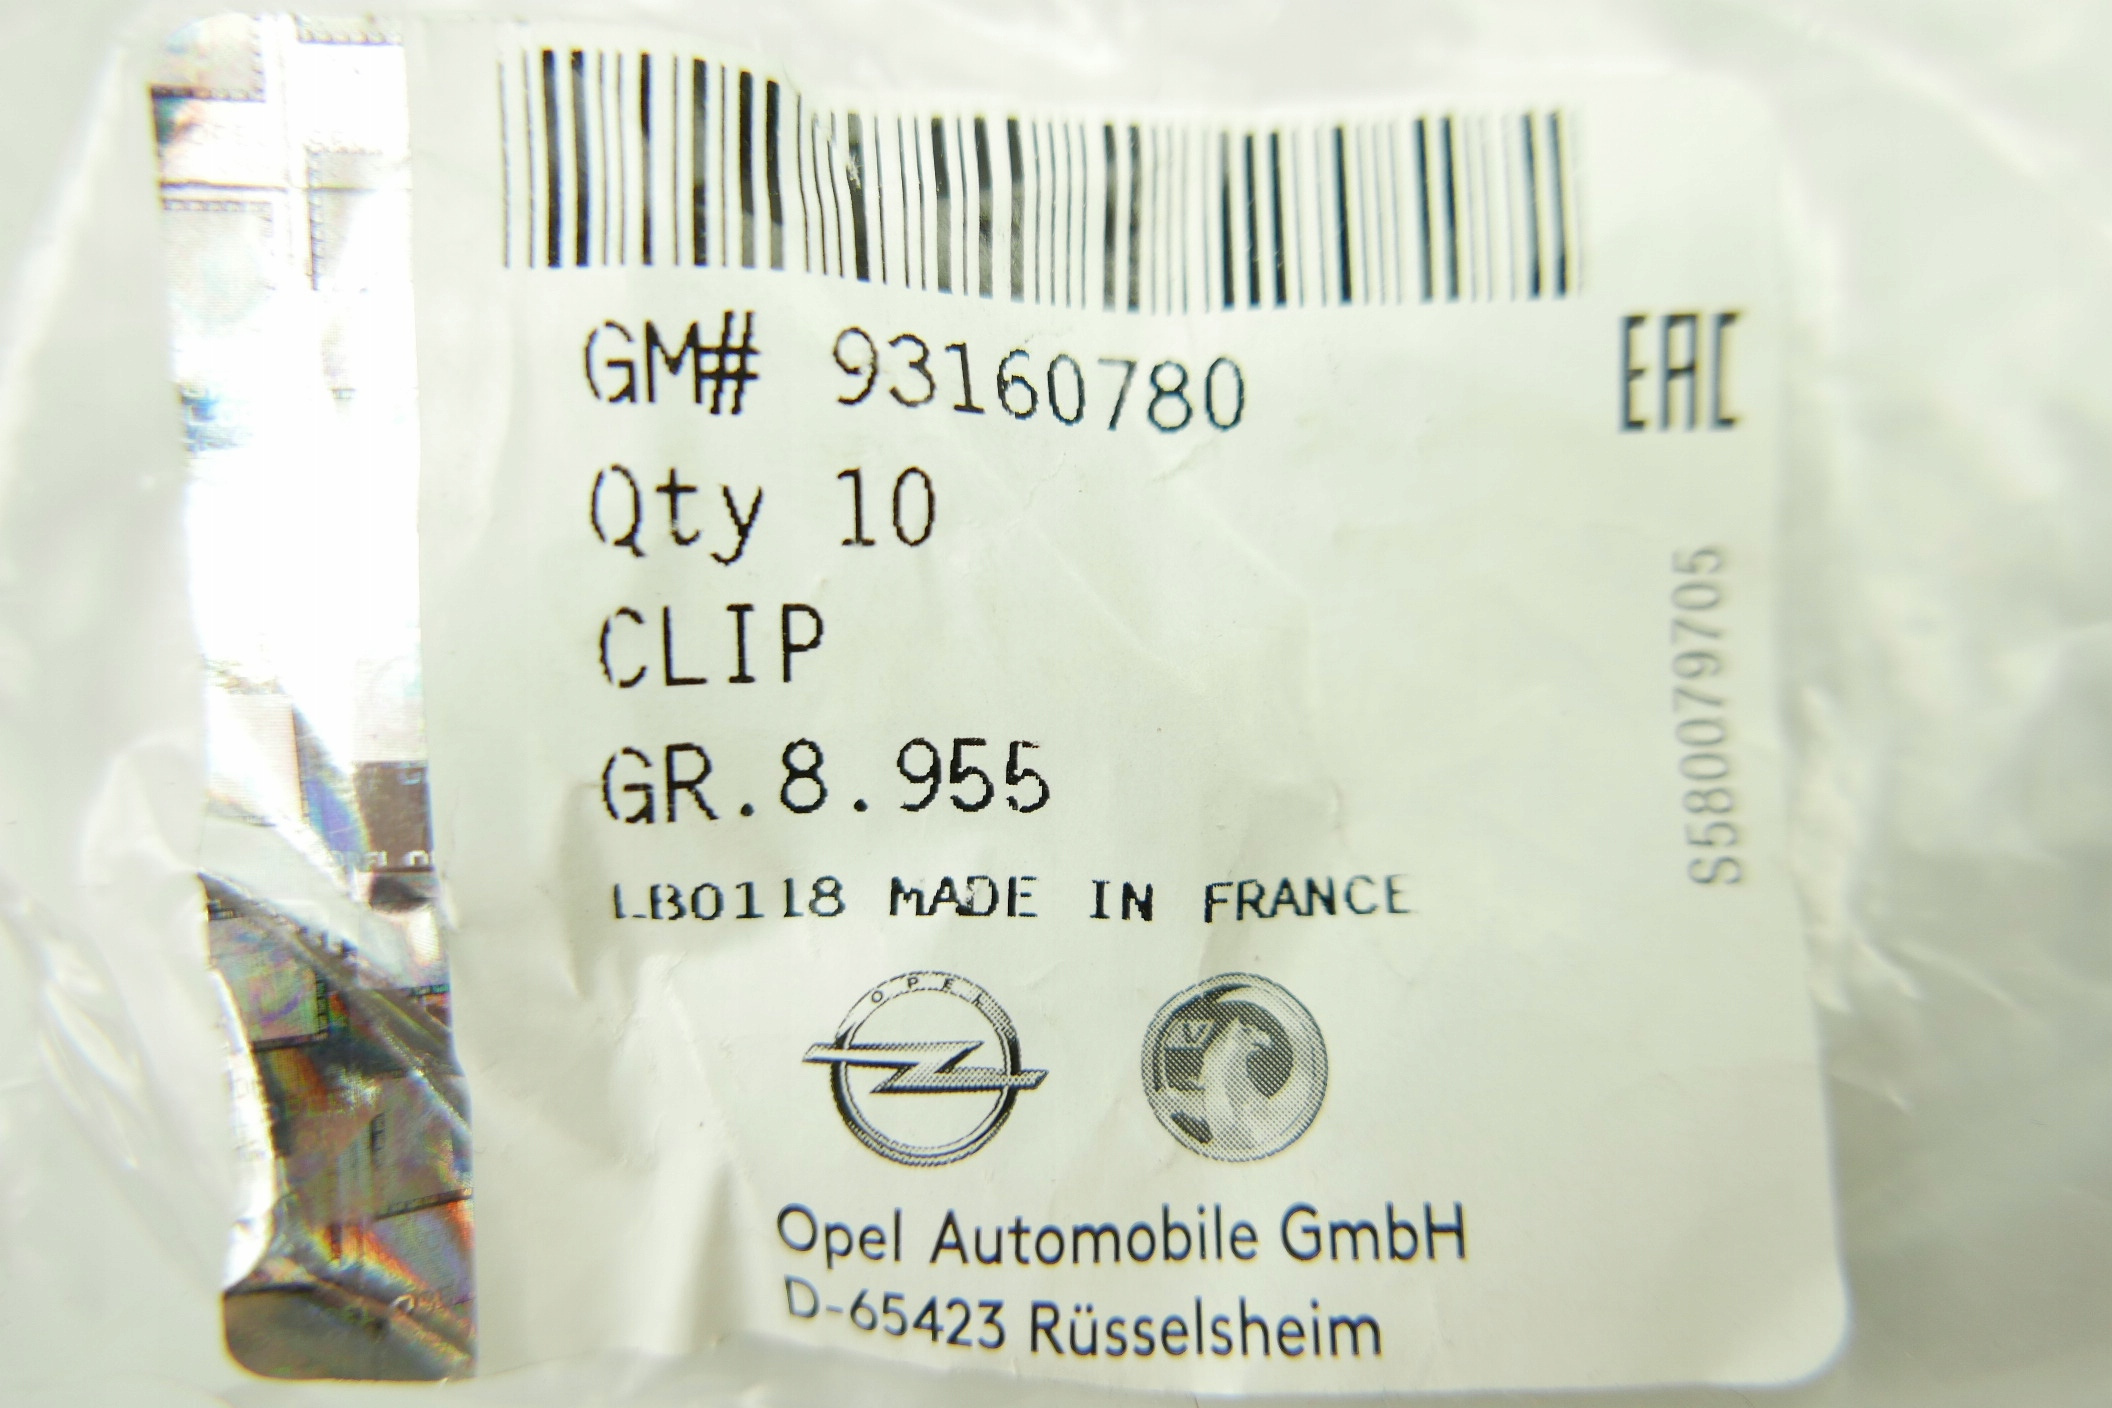 GM# 93160780
EAC
Qty 10
CLIP
GR.8.955
LB0118 MADE IN FRANCE
S580079705
OPEL
V
Opel Automobile GmbH
D-65423 Rüsselsheim